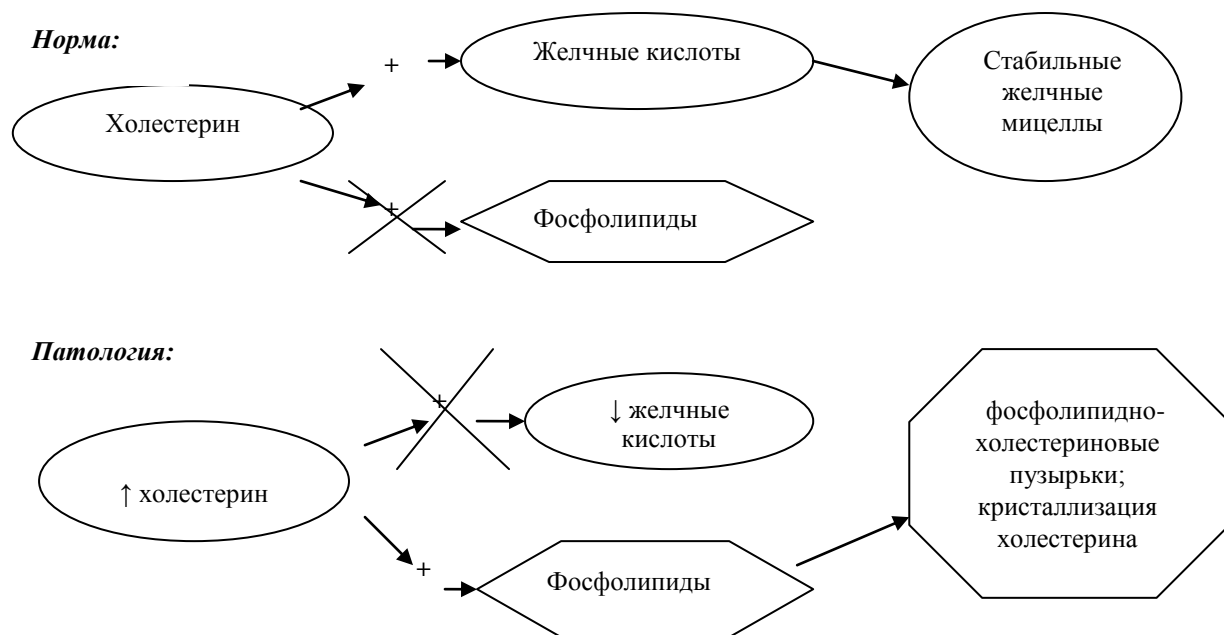 Норма:
+
Желчные кислоты
Стабильные
желчные
мицеллы
Холестерин
+
Фосфолипиды
Патология:
+
↓ желчные
кислоты
↑ холестерин
фосфолипидно-
холестериновые
пузырьки;
кристаллизация
холестерина
+
Фосфолипиды